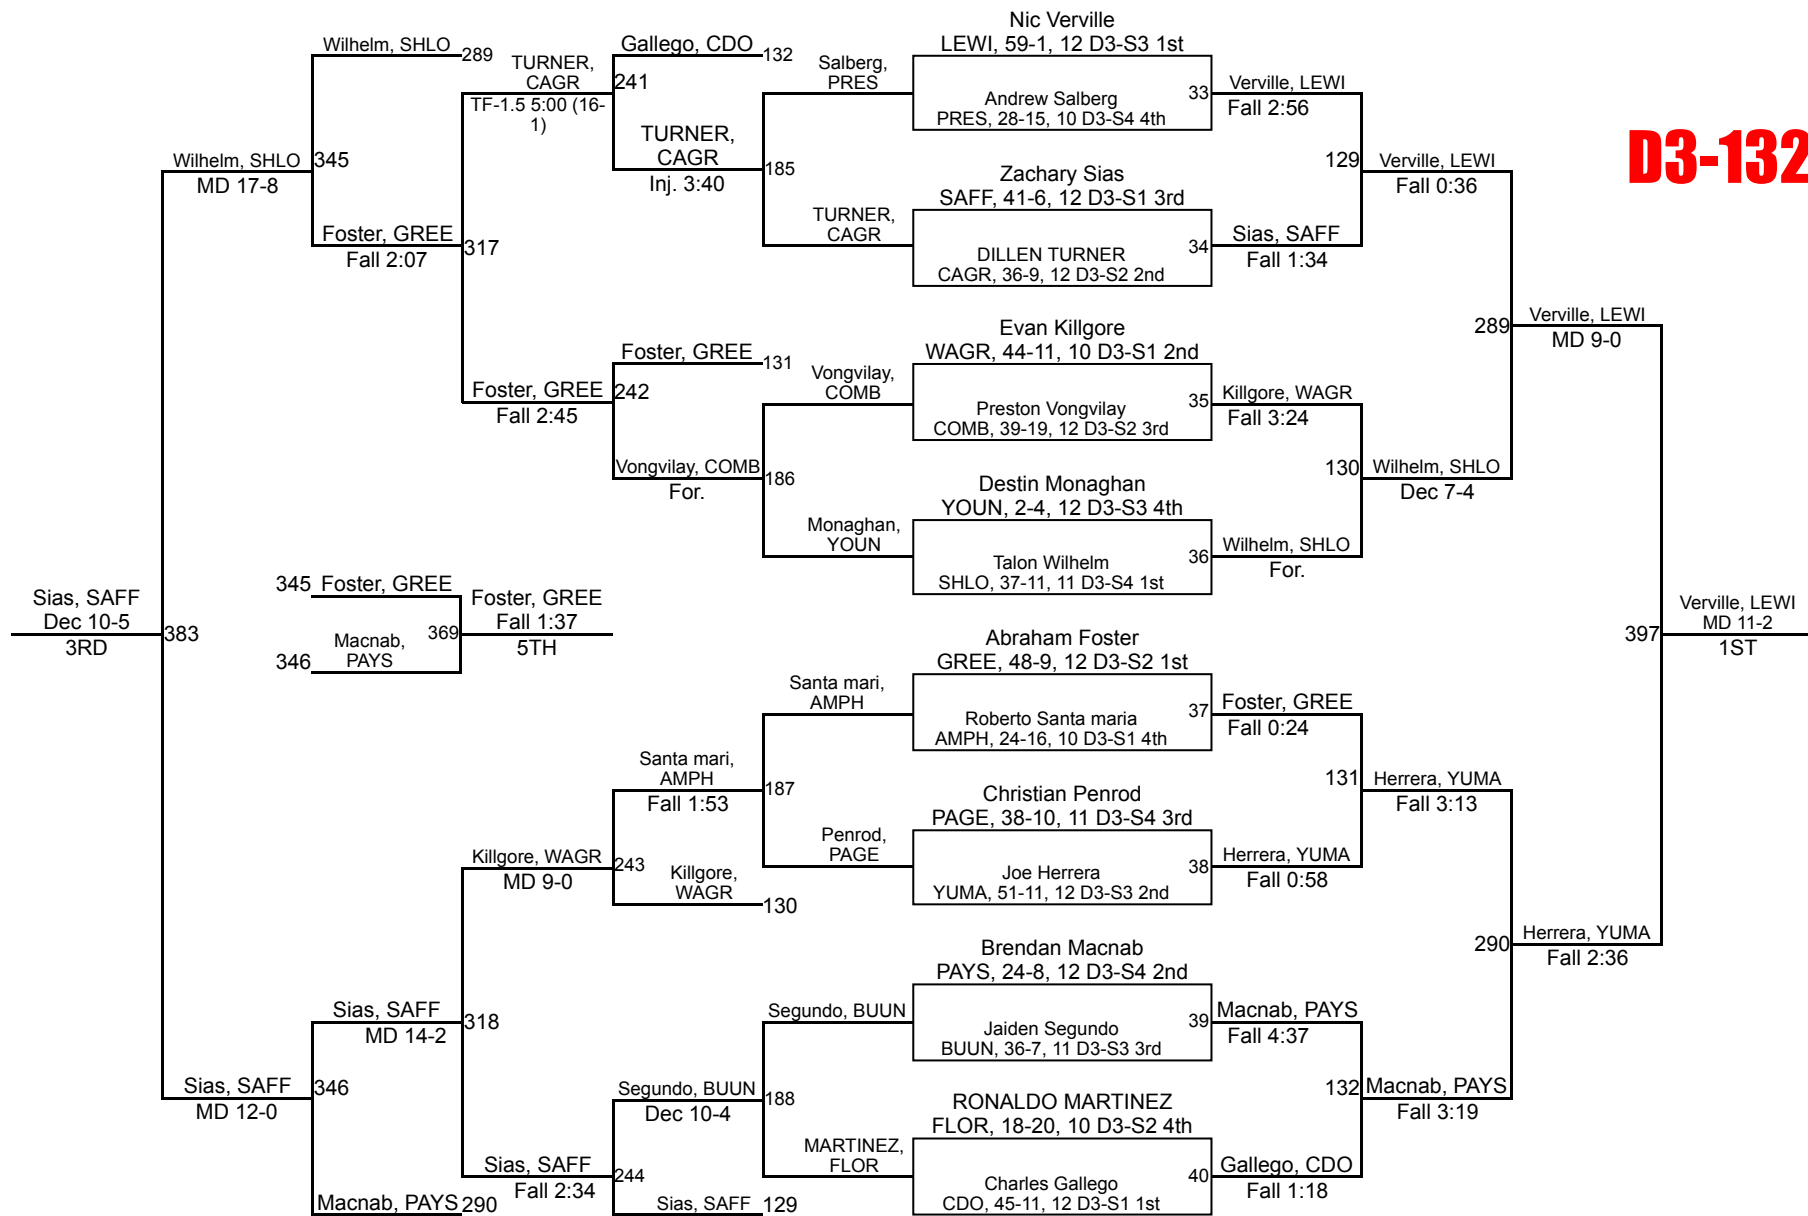 D3-132
Nic Verville
LEWI, 59-1, 12 D3-S3 1st
Andrew Salberg
PRES, 28-15, 10 D3-S4 4th
33
Zachary Sias
SAFF, 41-6, 12 D3-S1 3rd
DILLEN TURNER
CAGR, 36-9, 12 D3-S2 2nd
34
Evan Killgore
WAGR, 44-11, 10 D3-S1 2nd
Preston Vongvilay
COMB, 39-19, 12 D3-S2 3rd
35
Destin Monaghan
YOUN, 2-4, 12 D3-S3 4th
Talon Wilhelm
SHLO, 37-11, 11 D3-S4 1st
36
Abraham Foster
GREE, 48-9, 12 D3-S2 1st
Roberto Santa maria
AMPH, 24-16, 10 D3-S1 4th
37
Christian Penrod
PAGE, 38-10, 11 D3-S4 3rd
Joe Herrera
YUMA, 51-11, 12 D3-S3 2nd
38
Brendan Macnab
PAYS, 24-8, 12 D3-S4 2nd
Jaiden Segundo
BUUN, 36-7, 11 D3-S3 3rd
39
RONALDO MARTINEZ
FLOR, 18-20, 10 D3-S2 4th
Charles Gallego
CDO, 45-11, 12 D3-S1 1st
40
Verville, LEWI
Fall 2:56
Sias, SAFF
Fall 1:34
Killgore, WAGR
Fall 3:24
Wilhelm, SHLO
For.
Foster, GREE
Fall 0:24
Herrera, YUMA
Fall 0:58
Macnab, PAYS
Fall 4:37
Gallego, CDO
Fall 1:18
129
Verville, LEWI
Fall 0:36
130
Wilhelm, SHLO
Dec 7-4
131
Herrera, YUMA
Fall 3:13
132
Macnab, PAYS
Fall 3:19
289
Verville, LEWI
MD 9-0
290
Herrera, YUMA
Fall 2:36
397
Verville, LEWI
MD 11-2
1ST
Salberg,
PRES
TURNER,
CAGR
185
Vongvilay,
COMB
Monaghan,
YOUN
186
Santa mari,
AMPH
Penrod,
PAGE
187
Segundo, BUUN
MARTINEZ,
FLOR
188
Gallego, CDO
132
TURNER,
CAGR
Inj. 3:40
241
Foster, GREE
131
Vongvilay, COMB
For.
242
Santa mari,
AMPH
Fall 1:53
Killgore,
WAGR
130
243
Segundo, BUUN
Dec 10-4
Sias, SAFF
129
244
TURNER,
CAGR
TF-1.5 5:00 (16-
1)
Foster, GREE
Fall 2:45
317
Killgore, WAGR
MD 9-0
Sias, SAFF
Fall 2:34
318
Wilhelm, SHLO
289
Foster, GREE
Fall 2:07
345
Sias, SAFF
MD 14-2
Macnab, PAYS
290
346
Wilhelm, SHLO
MD 17-8
Sias, SAFF
MD 12-0
383
Sias, SAFF
Dec 10-5
3RD
345
Foster, GREE
346
Macnab,
PAYS
369
Foster, GREE
Fall 1:37
5TH